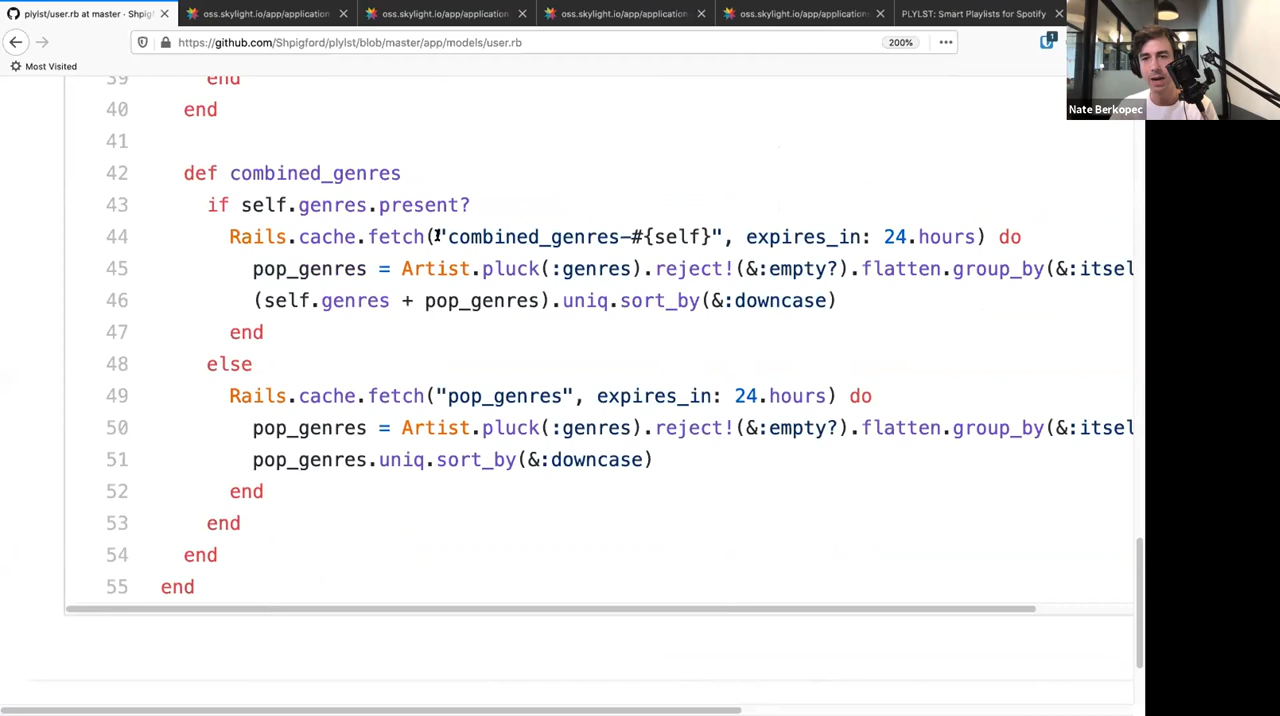 plylst/user.rb at master · Shpigf
oss.skylight.io/app/application
oss.skylight.io/app/application
oss.skylight.io/app/application
oss.skylight.io/app/application
PLYLST: Smart Playlists for Spotify
https://github.com/Shpigford/plylst/blob/master/app/models/user.rb
200%
1
Most Visited
Nate Berkopec
39 end
40 end
41
42 def combined_genres
43 if self.genres.present?
44 Rails.cache.fetch("combined_genres-#{self}", expires_in: 24.hours) do
45 pop_genres = Artist.pluck(:genres).reject!(&:empty?).flatten.group_by(&:itsel
46 (self.genres + pop_genres).uniq.sort_by(&:downcase)
47 end
48 else
49 Rails.cache.fetch("pop_genres", expires_in: 24.hours) do
50 pop_genres = Artist.pluck(:genres).reject!(&:empty?).flatten.group_by(&:itsel
51 pop_genres.uniq.sort_by(&:downcase)
52 end
53 end
54 end
55 end